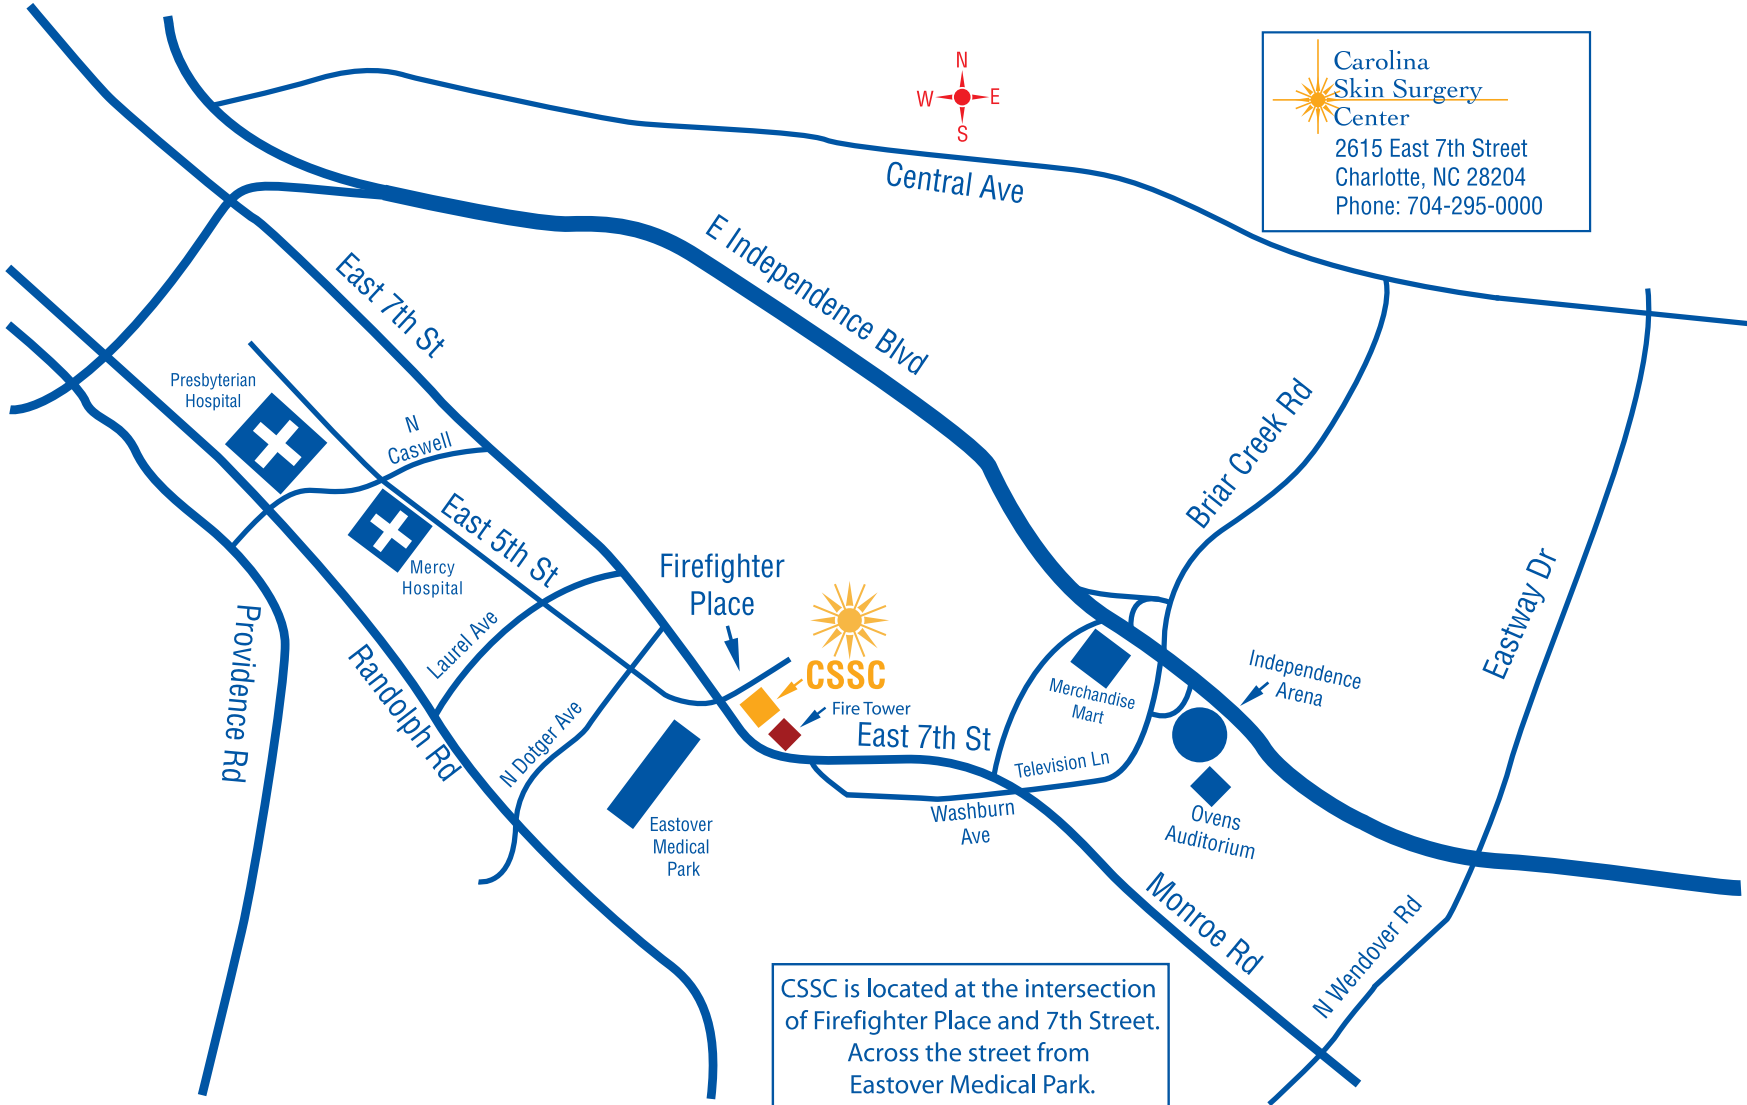 N
W E
S
Carolina
Skin Surgery
Center
2615 East 7th Street
Charlotte, NC 28204
Phone: 704-295-0000
Central Ave
E Independence Blvd
East 7th St
Presbyterian
Hospital
N
Caswell
Briar Creek Rd
East 5th St
Mercy
Hospital
Firefighter
Place
CSSC
Fire Tower
East 7th St
Laurel Ave
Providence Rd
Randolph Rd
N Dotger Ave
Eastover
Medical
Park
Merchandise
Mart
Independence
Arena
Eastway Dr
Television Ln
Washburn
Ave
Ovens
Auditorium
Monroe Rd
N Wendover Rd
CSSC is located at the intersection
of Firefighter Place and 7th Street.
Across the street from
Eastover Medical Park.